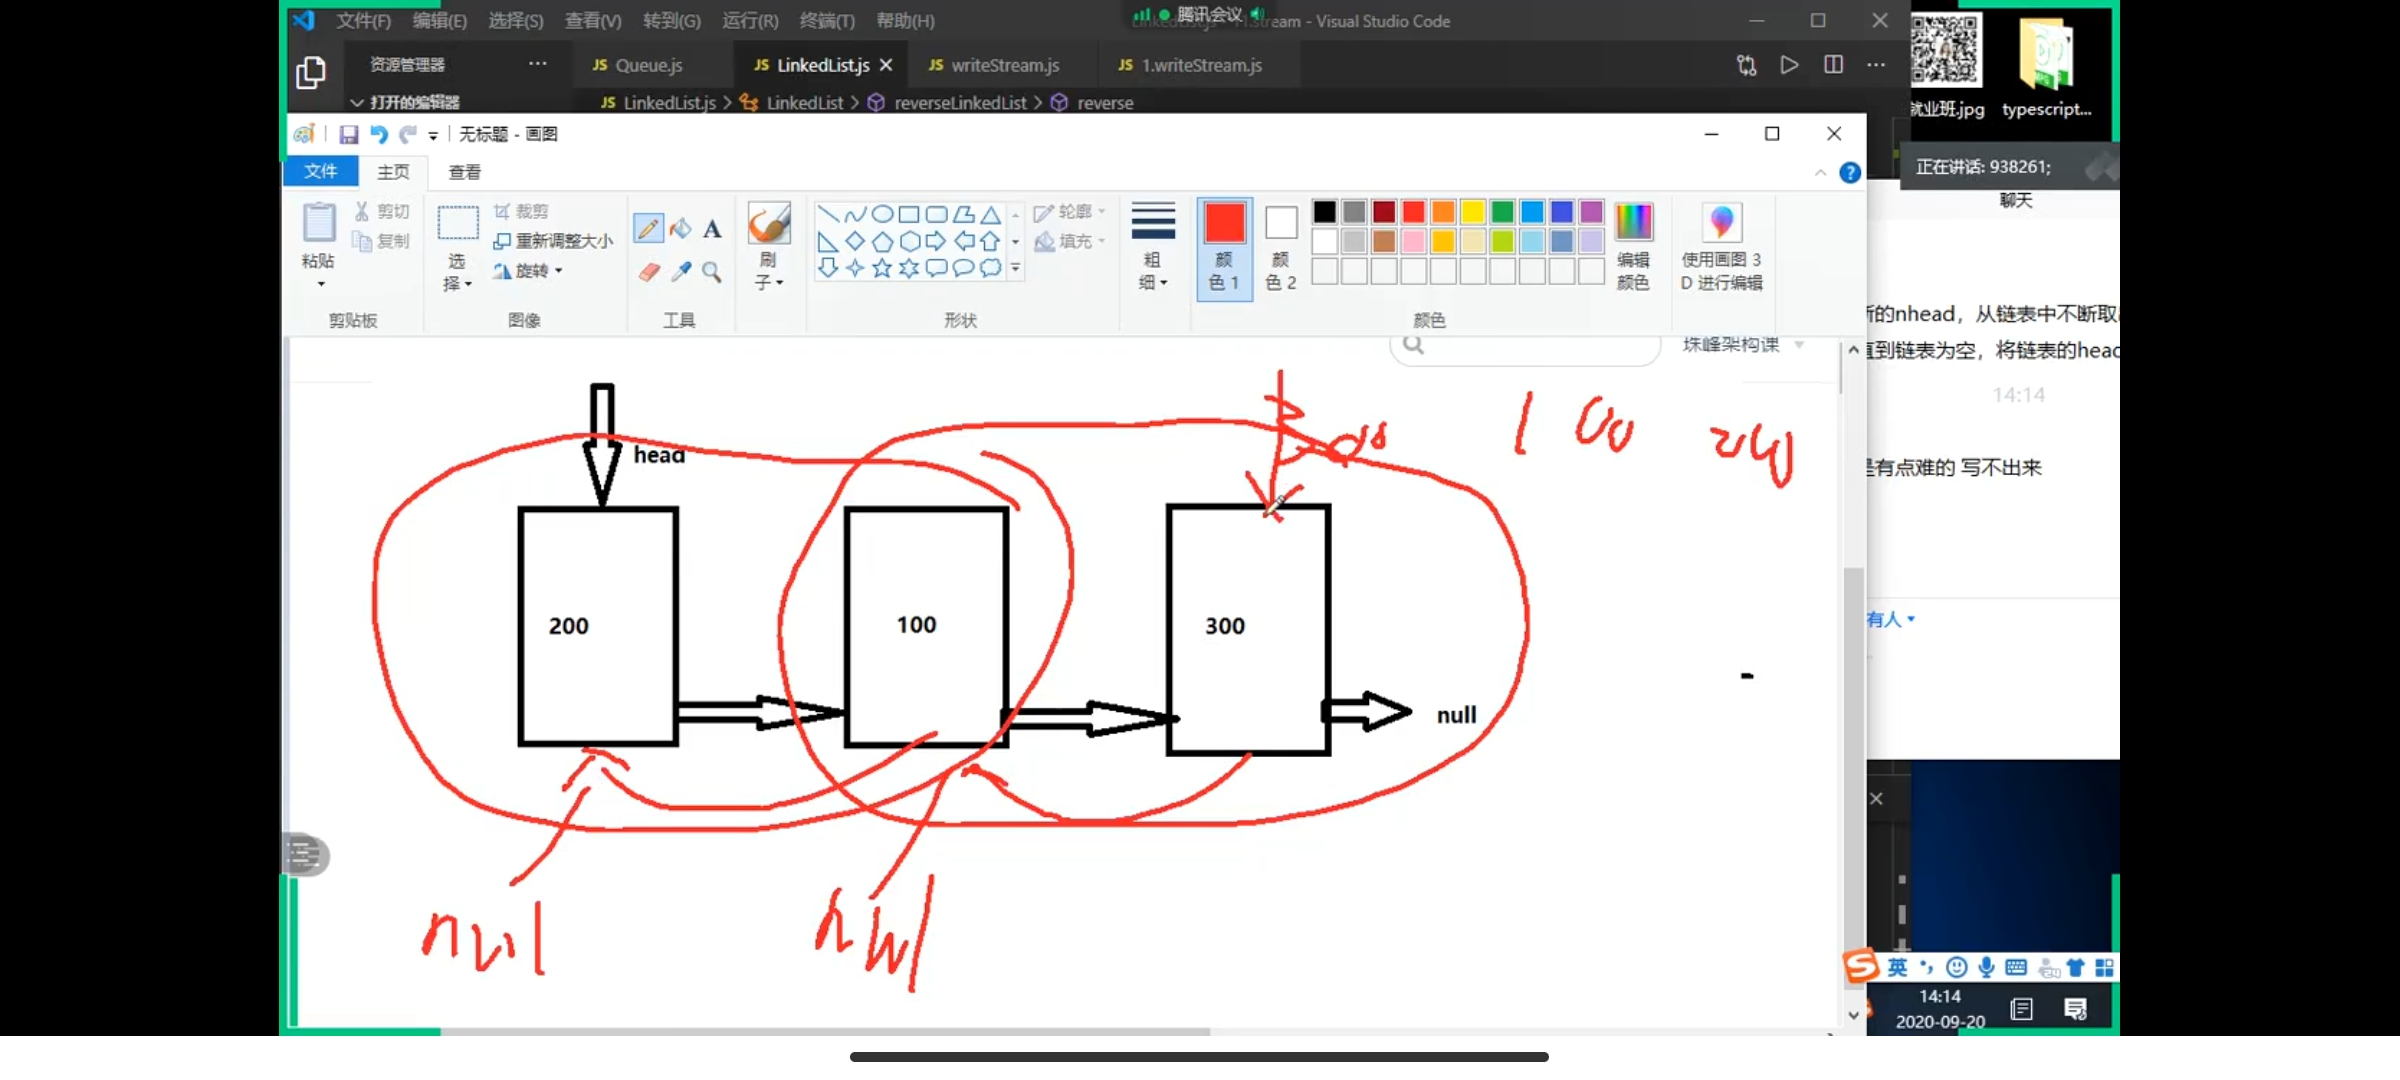 文件(F) 编辑(E) 选择(S) 查看(V) 转到(G) 运行(R) 终端(T) 帮助(H) 腾讯会议 Stream - Visual Studio Code
资源管理器 ··· JS Queue.js JS LinkedList.js JS writeStream.js JS 1.writeStream.js
打开的编辑器 JS LinkedList.js > LinkedList > reverseLinkedList > reverse
就业班.jpg typescript...
无标题 - 画图
正在讲话: 938261;
文件 主页 查看
聊天
粘贴 剪切 复制 选择 裁剪 重新调整大小 旋转 A 刷子 轮廓 填充 粗细 颜色 1 颜色 2 编辑颜色 使用画图 3D 进行编辑
剪贴板 图像 工具 形状 颜色
的nhead，从链表中不断取
珠峰架构课
到链表为空，将链表的head
14:14
head
300 100 200
有点难的 写不出来
200 100 300
有人
null
null null
英
14:14
2020-09-20